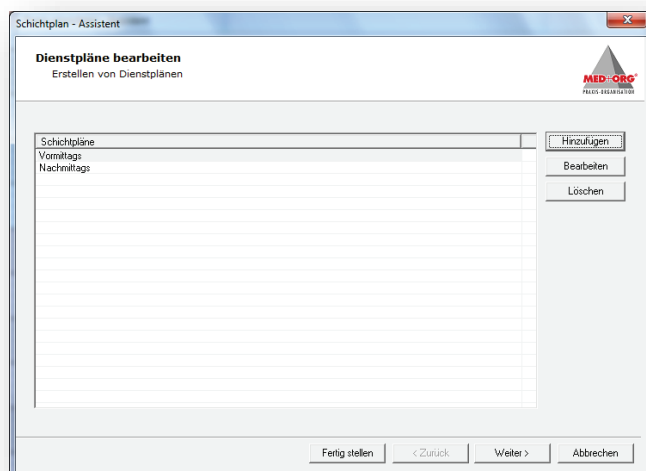 Schichtplan - Assistent
x
Dienstpläne bearbeiten
Erstellen von Dienstplänen
MED+ORG®
PRAXIS-ORGANISATION
Schichtpläne
Hinzufügen
Vormittags
Nachmittags
Bearbeiten
Löschen
Fertig stellen
< Zurück
Weiter >
Abbrechen